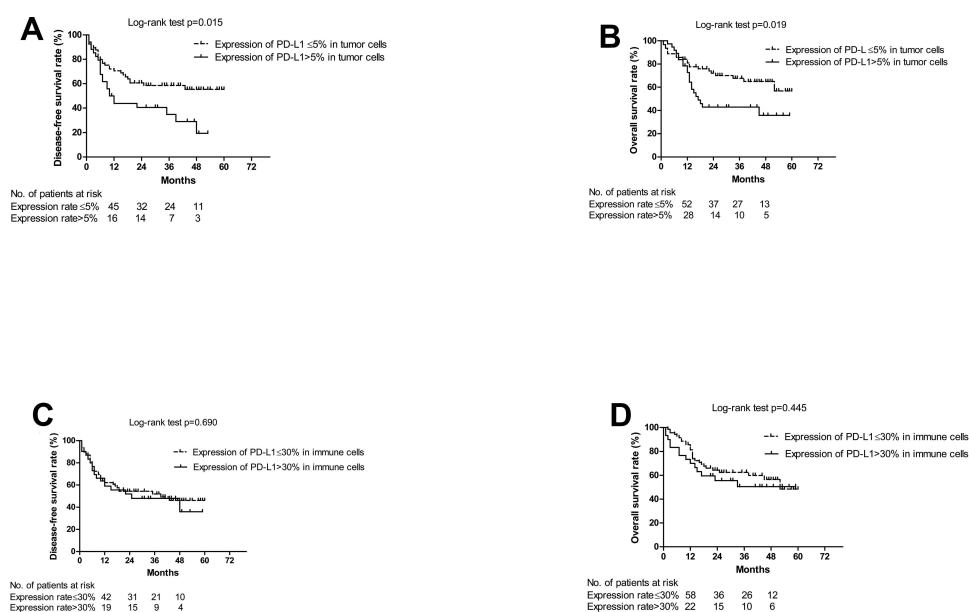 A
Log-rank test p=0.015
Expression of PD-L1 ≤5% in tumor cells
Expression of PD-L1>5% in tumor cells
Disease-free survival rate (%)
100
80
60
40
20
0
0 12 24 36 48 60 72
Months
No. of patients at risk
Expression rate ≤5% 45 32 24 11
Expression rate>5% 16 14 7 3
B
Log-rank test p=0.019
Expression of PD-L ≤5% in tumor cells
Expression of PD-L1>5% in tumor cells
Overall survival rate (%)
100
80
60
40
20
0
0 12 24 36 48 60 72
Months
No. of patients at risk
Expression rate ≤5% 52 37 27 13
Expression rate>5% 28 14 10 5
C
Log-rank test p=0.690
Expression of PD-L1≤30% in immune cells
Expression of PD-L1>30% in immune cells
Disease-free survival rate (%)
100
80
60
40
20
0
0 12 24 36 48 60 72
Months
No. of patients at risk
Expression rate≤30% 42 31 21 10
Expression rate>30% 19 15 9 4
D
Log-rank test p=0.445
Expression of PD-L1≤30% in immune cells
Expression of PD-L1>30% in immune cells
Overall survival rate (%)
100
80
60
40
20
0
0 12 24 36 48 60 72
Months
No. of patients at risk
Expression rate≤30% 58 36 26 12
Expression rate>30% 22 15 10 6